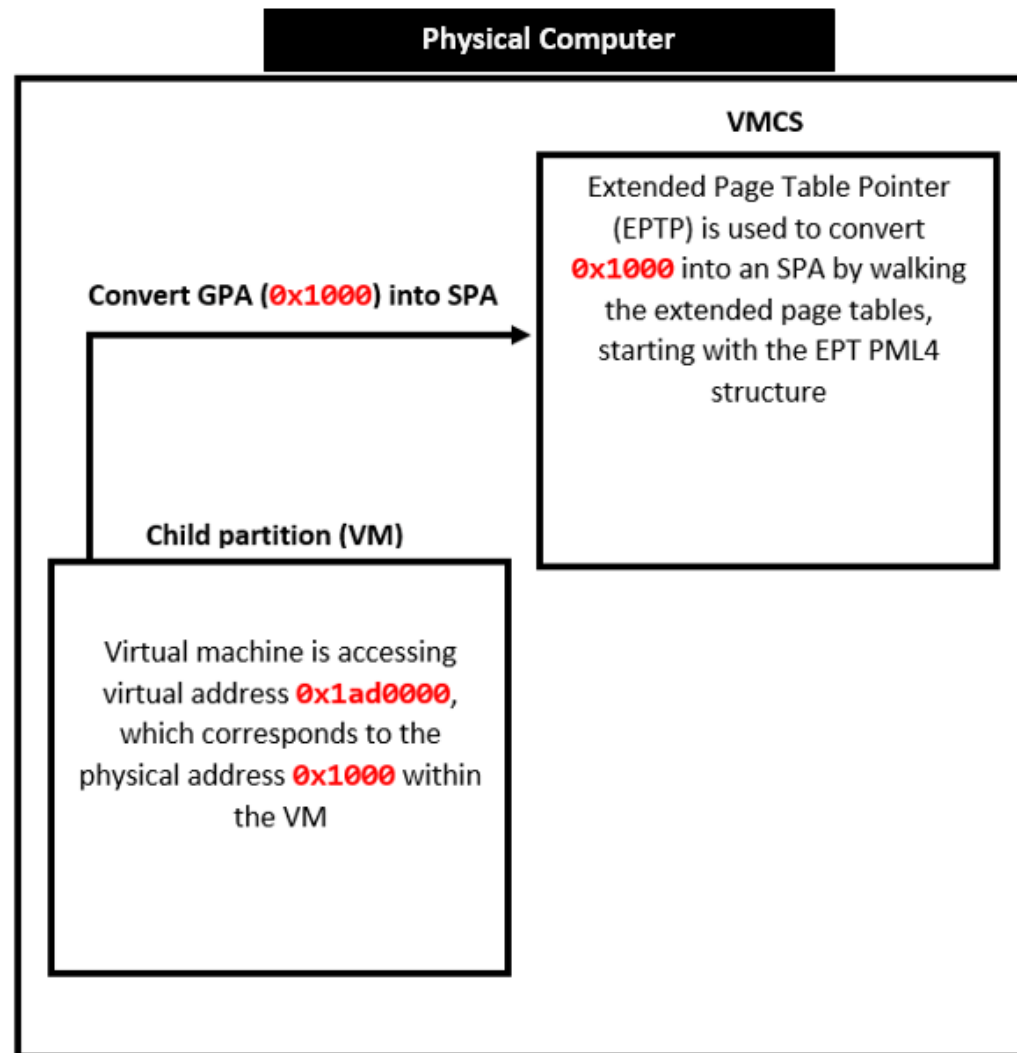 Physical Computer
VMCS
Extended Page Table Pointer
(EPTP) is used to convert
0x1000 into an SPA by walking
the extended page tables,
starting with the EPT PML4
structure
Convert GPA (0x1000) into SPA
Child partition (VM)
Virtual machine is accessing
virtual address 0x1ad0000,
which corresponds to the
physical address 0x1000 within
the VM